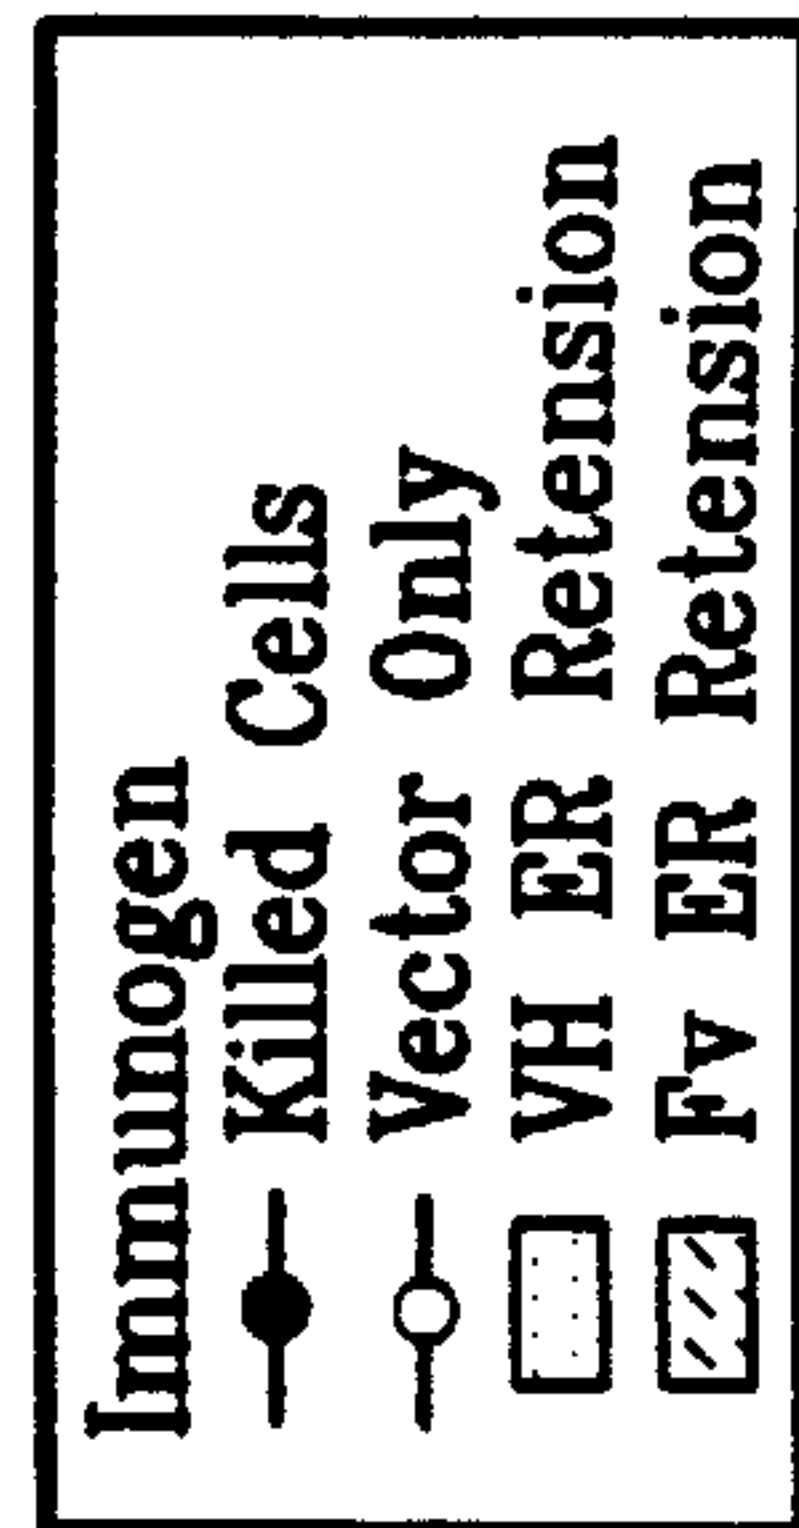 Immunogen
Killed Cells
Vector Only
VH ER Retension
Fv ER Retension